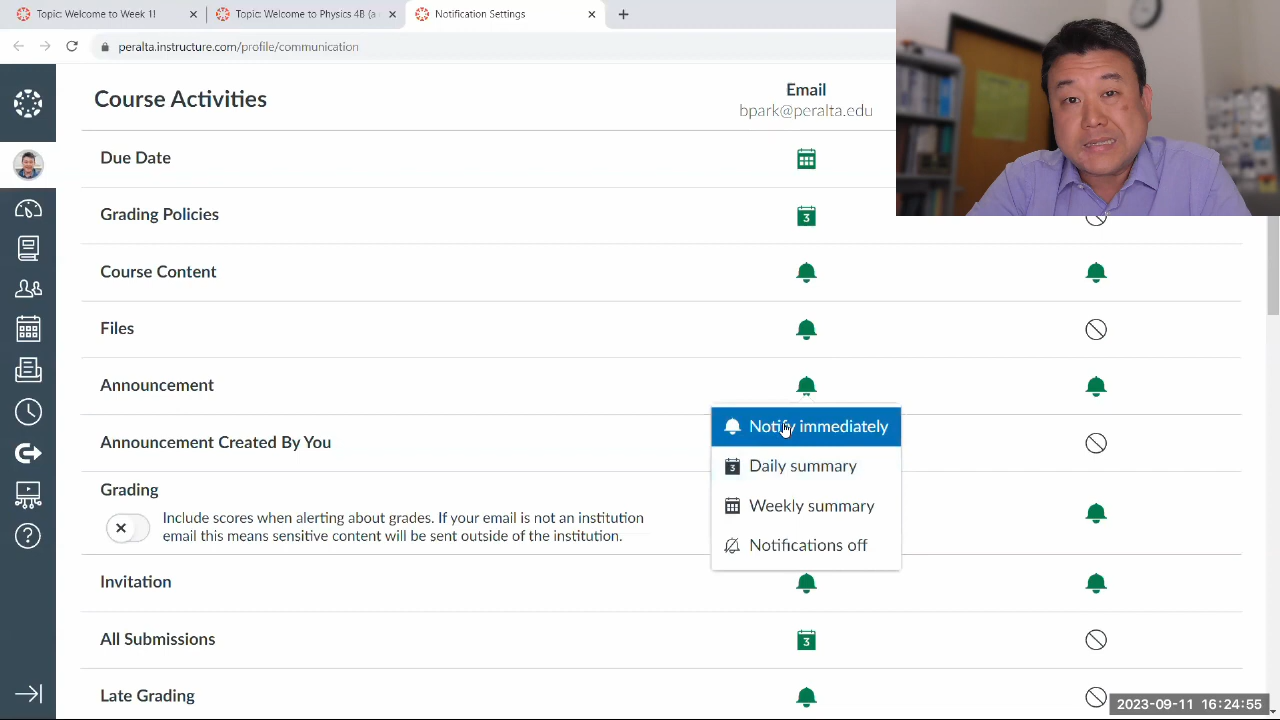 Topic: Welcome to Week 1!
Topic: Welcome to Physics 4B (a
Notification Settings
peralta.instructure.com/profile/communication
Course Activities
Email
bpark@peralta.edu
Due Date
Grading Policies
3
Course Content
Files
Announcement
Notify immediately
Announcement Created By You
3 Daily summary
Grading
Include scores when alerting about grades. If your email is not an institution
email this means sensitive content will be sent outside of the institution.
Weekly summary
Notifications off
Invitation
All Submissions
3
Late Grading
2023-09-11 16:24:55